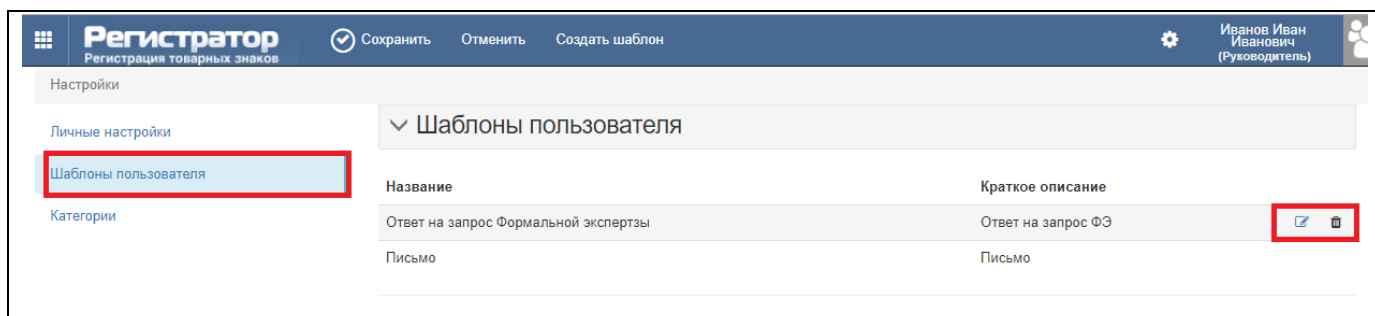 Регистратор
Регистрация товарных знаков
Сохранить Отменить Создать шаблон
Иванов Иван
Иванович
(Руководитель)
Настройки
Личные настройки
Шаблоны пользователя
Категории
Шаблоны пользователя
Название Краткое описание
Ответ на запрос Формальной экспертзы Ответ на запрос ФЭ
Письмо Письмо